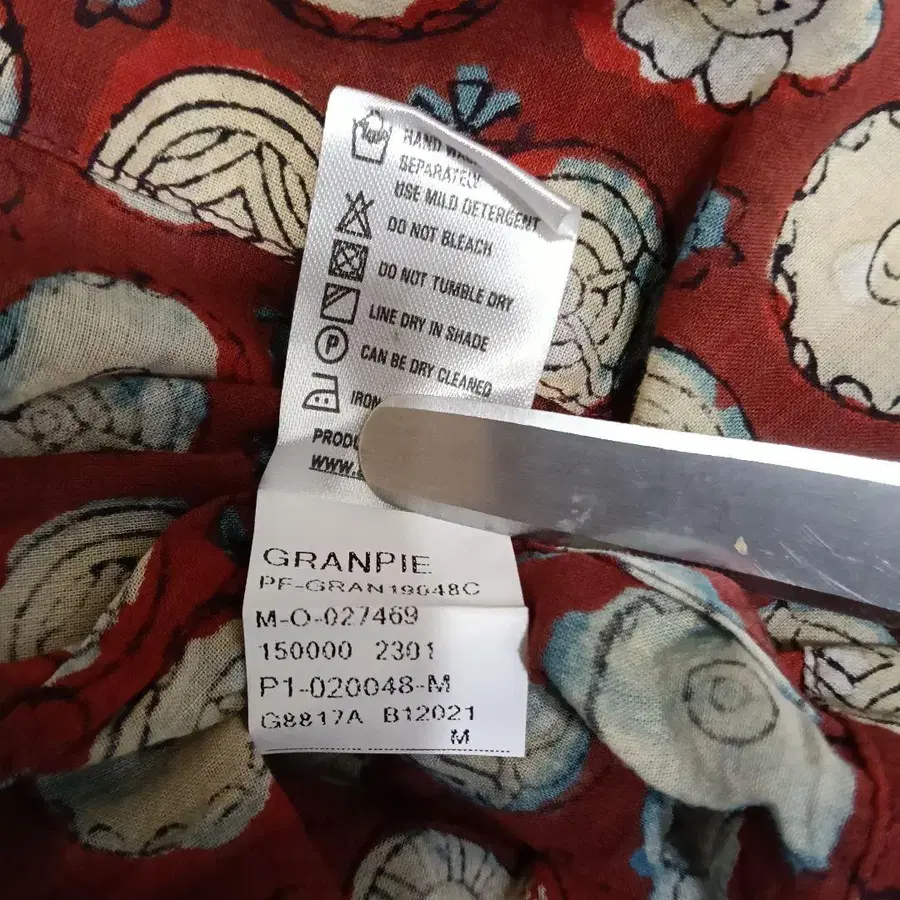 HAND
SEPARATELY
USE MILD DETERGENT
DO NOT BLEACH
DO NOT TUMBLE DRY
LINE DRY IN SHADE
P
CAN BE DRY CLEANED
IRON
GRANPIE
PF-GRAN19048C
M-O-027469
150000 2301
P1-020048-M
G8817A B12021
M